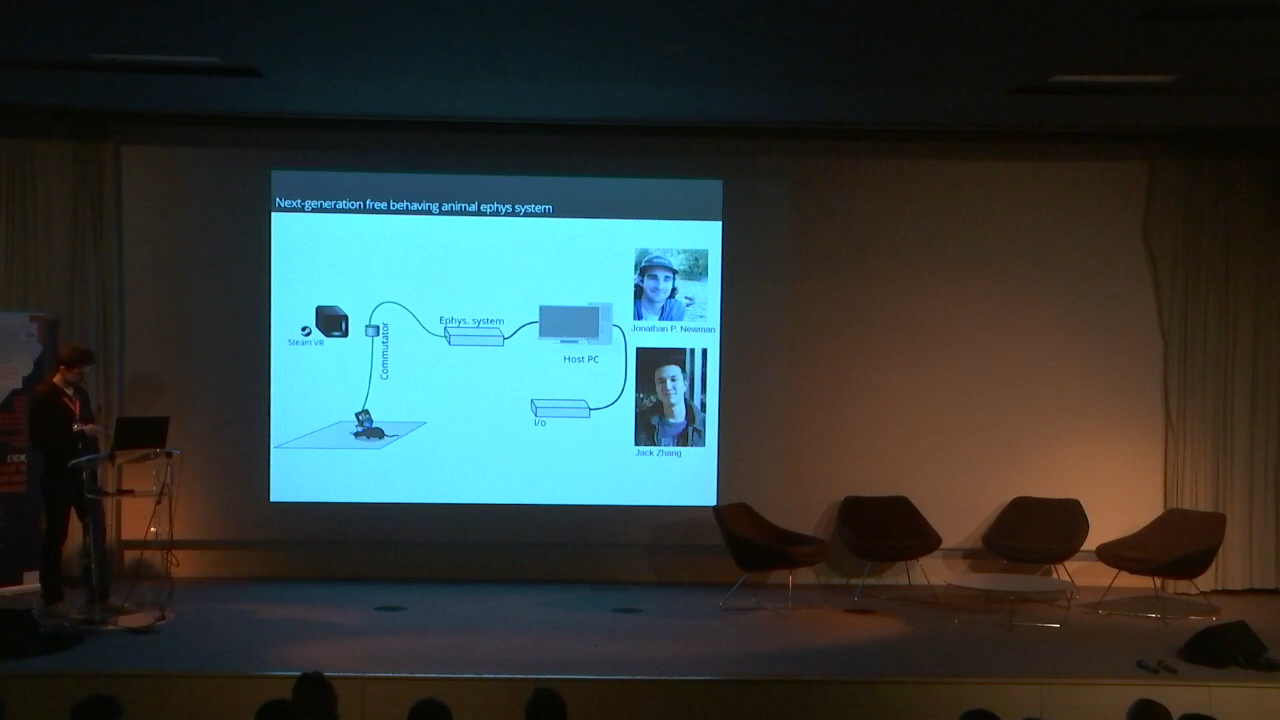 Next-generation free behaving animal ephys system
Steam VR
Commutator
Ephys. system
Host PC
i/o
Jonathan P. Newman
Jack Zhang